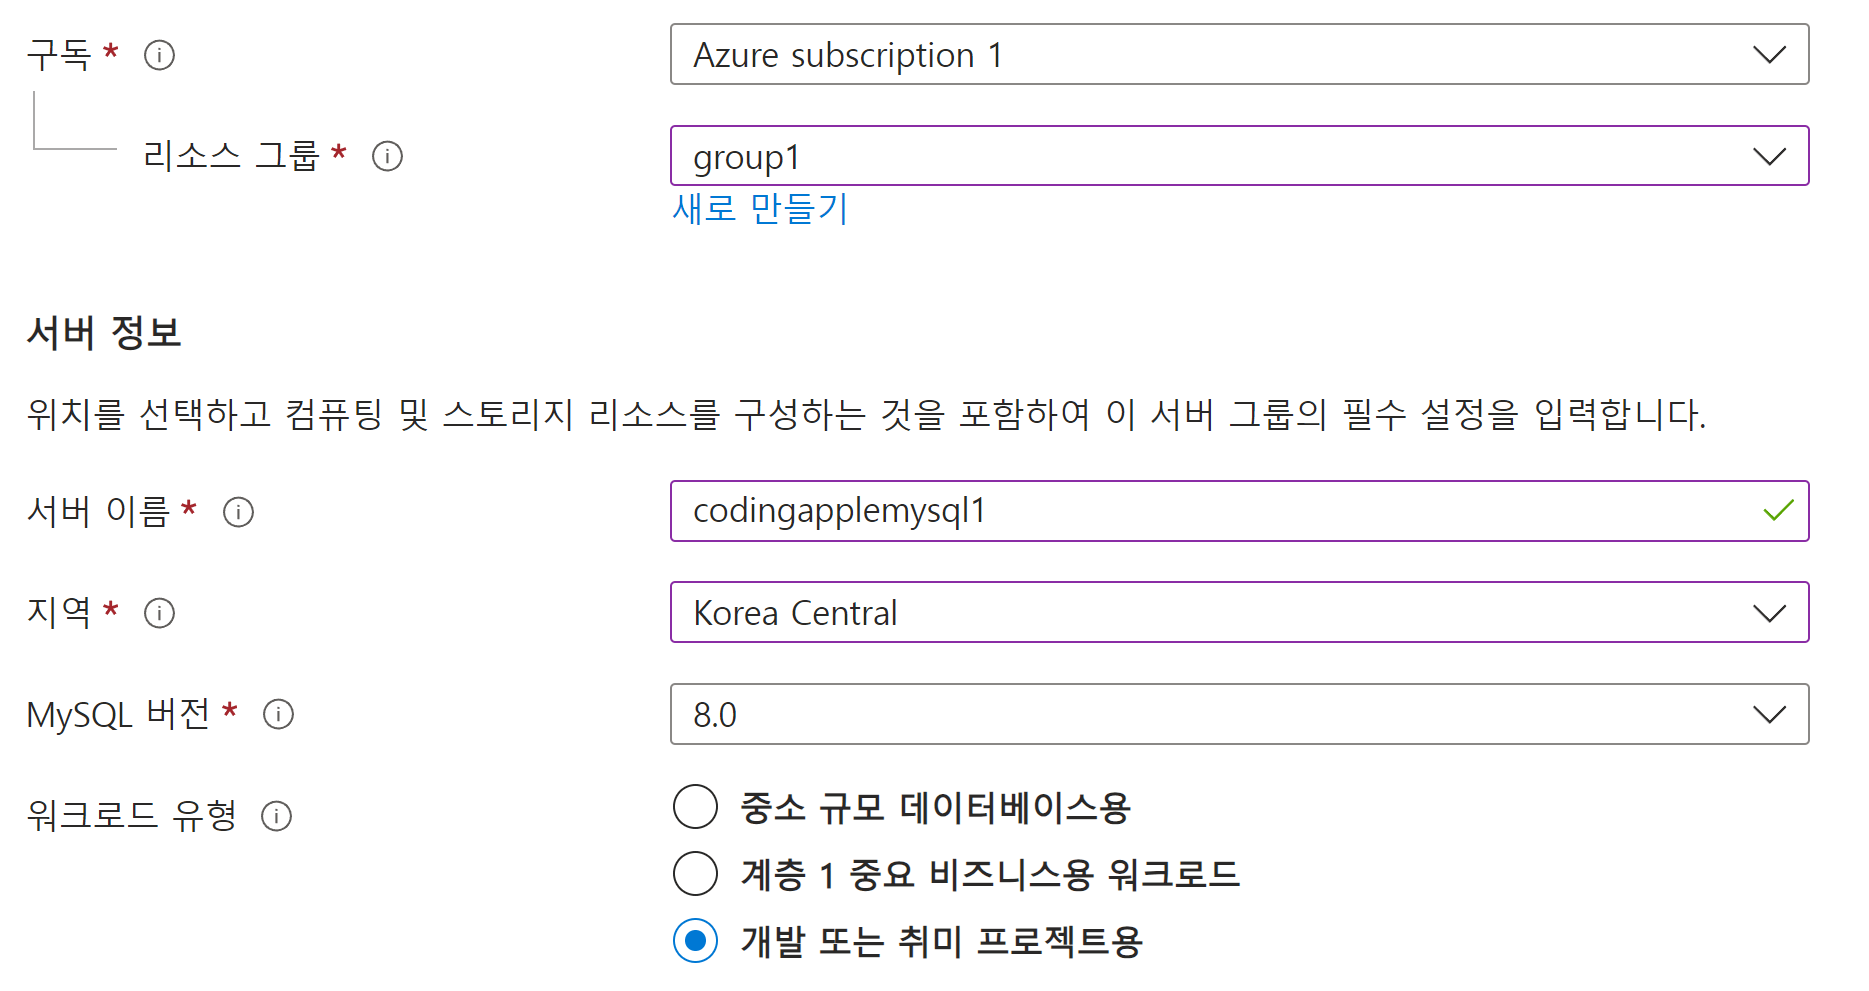 구독 *
Azure subscription 1
리소스 그룹 *
group1
새로 만들기
서버 정보
위치를 선택하고 컴퓨팅 및 스토리지 리소스를 구성하는 것을 포함하여 이 서버 그룹의 필수 설정을 입력합니다.
서버 이름 *
codingapplemysql1
지역 *
Korea Central
MySQL 버전 *
8.0
워크로드 유형
중소 규모 데이터베이스용
계층 1 중요 비즈니스용 워크로드
개발 또는 취미 프로젝트용